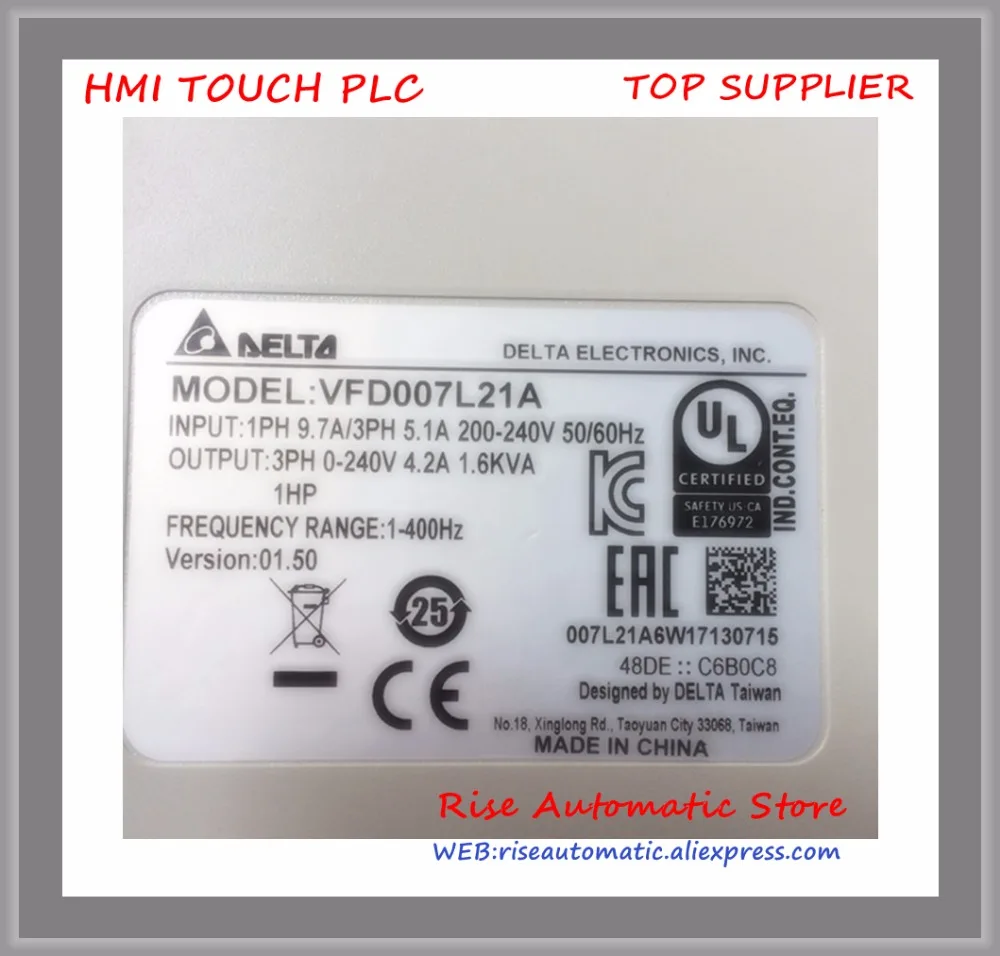 HMI TOUCH PLC
TOP SUPPLIER
DELTA
DELTA ELECTRONICS, INC.
MODEL:VFD007L21A
INPUT:1PH 9.7A/3PH 5.1A 200-240V 50/60Hz
OUTPUT:3PH 0-240V 4.2A 1.6KVA
1HP
FREQUENCY RANGE:1-400Hz
Version:01.50
UL
CERTIFIED
SAFETY US CA
E176972
IND.CONT.EQ.
KC
EAC
25
CE
007L21A6W17130715
48DE :: C6B0C8
Designed by DELTA Taiwan
No.18, Xinglong Rd., Taoyuan City 33068, Taiwan
MADE IN CHINA
Rise Automatic Store
WEB:riseautomatic.aliexpress.com